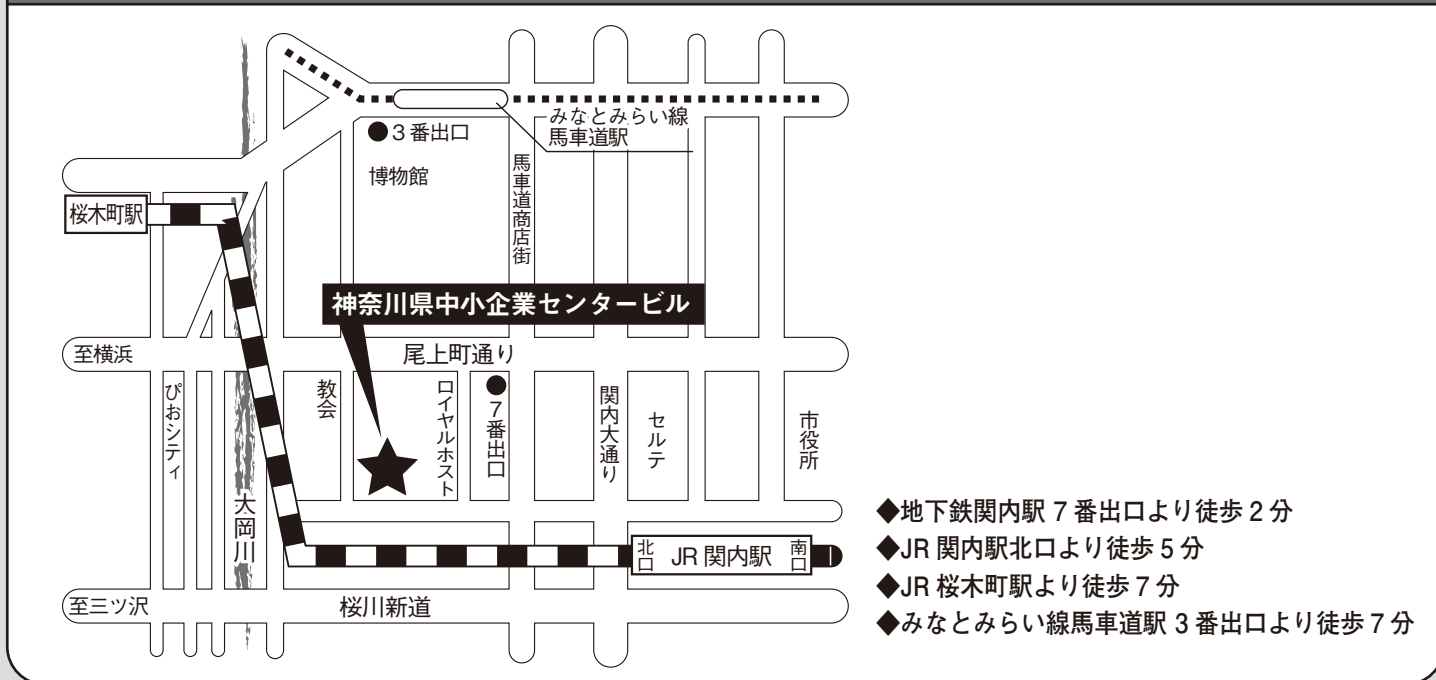 みなとみらい線
馬車道駅
●3番出口
博物館
馬車道商店街
桜木町駅
神奈川県中小企業センタービル
至横浜
尾上町通り
ぴおシティ
教会
ロイヤルホスト
●7番出口
関内大通り
セルテ
市役所
大岡川
北口
JR 関内駅
南口
至三ツ沢
桜川新道
◆地下鉄関内駅 7 番出口より徒歩 2 分
◆JR 関内駅北口より徒歩 5 分
◆JR 桜木町駅より徒歩 7 分
◆みなとみらい線馬車道駅 3 番出口より徒歩 7 分